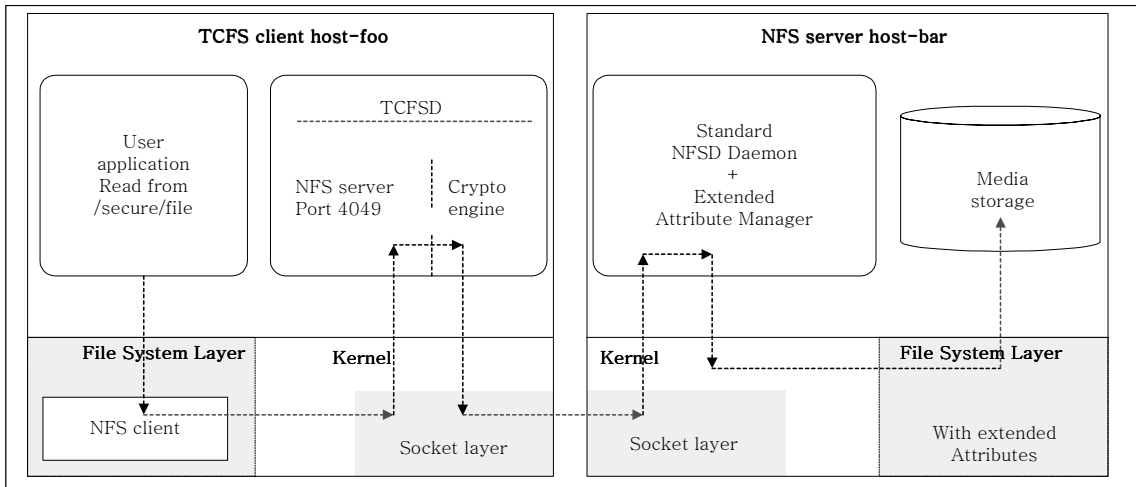 TCFS client host-foo
NFS server host-bar
User
application
Read from
/secure/file
TCFSD
NFS server
Port 4049
Crypto
engine
Standard
NFSD Daemon
+
Extended
Attribute Manager
Media
storage
File System Layer
Kernel
Kernel
File System Layer
NFS client
Socket layer
Socket layer
With extended
Attributes